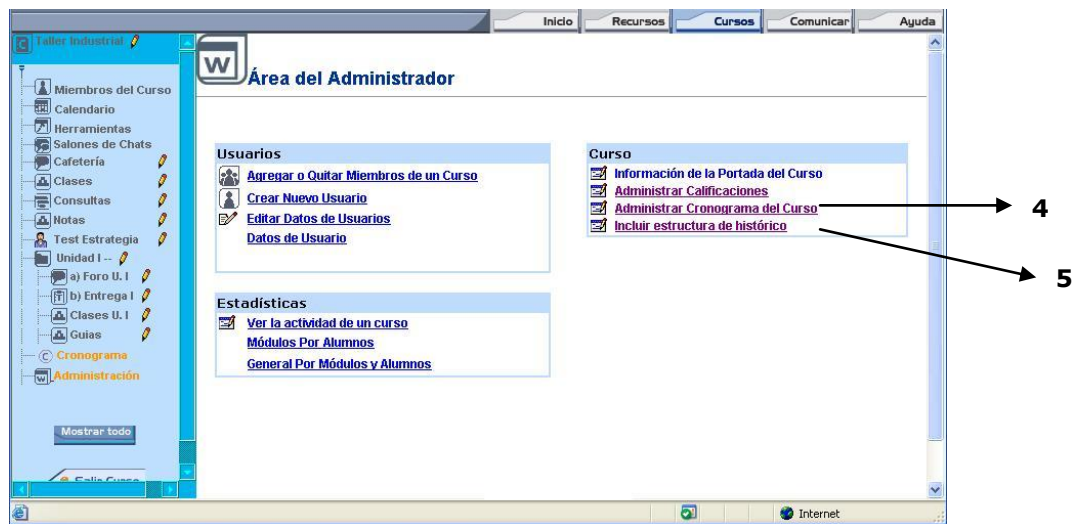 Inicio Recursos Cursos Comunicar Ayuda
Taller Industrial
Miembros del Curso
Calendario
Herramientas
Salones de Chats
Cafetería
Clases
Consultas
Notas
Test Estrategia
Unidad I --
a) Foro U. I
b) Entrega I
Clases U. I
Guias
Cronograma
Administración
Mostrar todo
Salir Curso
W
Área del Administrador
Usuarios
Agregar o Quitar Miembros de un Curso
Crear Nuevo Usuario
Editar Datos de Usuarios
Datos de Usuario
Estadísticas
Ver la actividad de un curso
Módulos Por Alumnos
General Por Módulos y Alumnos
Curso
Información de la Portada del Curso
Administrar Calificaciones
Administrar Cronograma del Curso
Incluir estructura de histórico
4
5
Internet